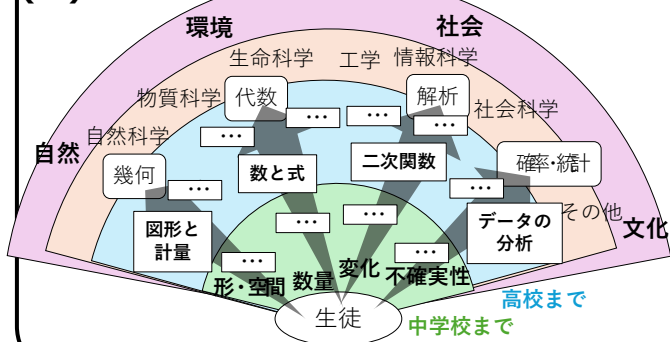 環境
社会
生命科学
工学
情報科学
物質科学
代数
解析
…
…
…
社会科学
自然科学
…
自然
幾何
数と式
二次関数
確率・統計
…
…
図形と
計量
…
…
データの
分析
その他
文化
…
…
形・空間
数量
変化
不確実性
高校まで
生徒
中学校まで